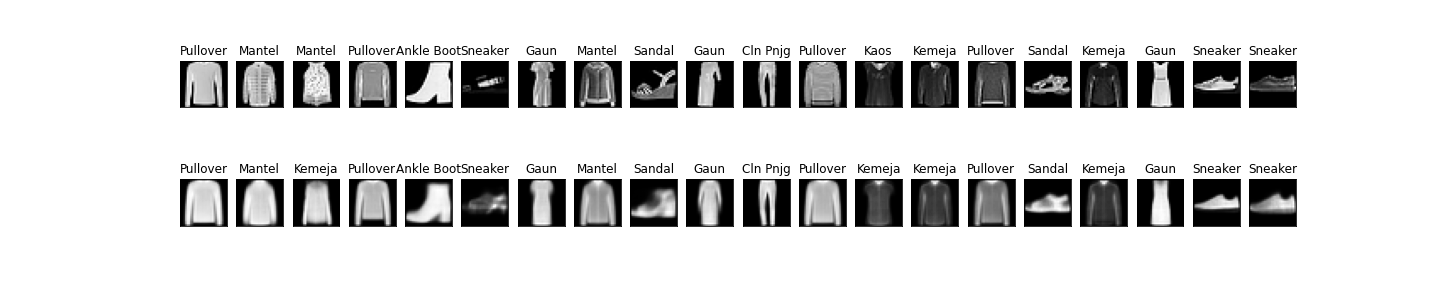 Pullover Mantel Mantel Pullover Ankle Boot Sneaker Gaun Mantel Sandal Gaun Cln Pnjg Pullover Kaos Kemeja Pullover Sandal Kemeja Gaun Sneaker Sneaker
Pullover Mantel Kemeja Pullover Ankle Boot Sneaker Gaun Mantel Sandal Gaun Cln Pnjg Pullover Kemeja Kemeja Pullover Sandal Kemeja Gaun Sneaker Sneaker